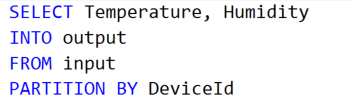 SELECT Temperature, Humidity
INTO output
FROM input
PARTITION BY DeviceId